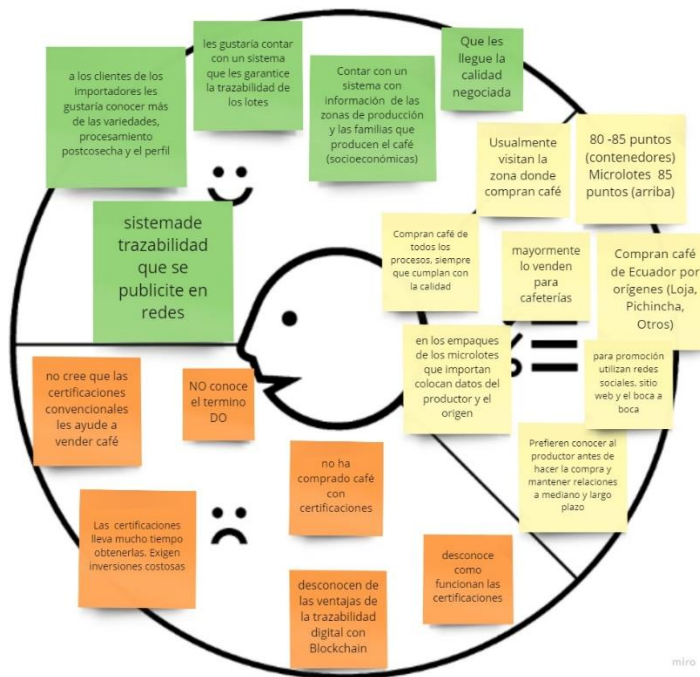 a los clientes de los
importadores les
gustaría conocer más
de las variedades,
procesamiento
postcosecha y el perfil
les gustaría contar
con un sistema
que les garantice
la trazabilidad de
los lotes
Contar con un
sistema con
información de las
zonas de producción
y las familias que
producen el café
(socioeconómicas)
Que les
llegue la
calidad
negociada
sistemade
trazabilidad
que se
publicite en
redes
Usualmente
visitan la
zona donde
compran café
80 -85 puntos
(contenedores)
Microlotes 85
puntos (arriba)
Compran café de
todos los
procesos, siempre
que cumplan con
la calidad
mayormente
lo venden
para
cafeterías
Compran café
de Ecuador por
orígenes (Loja,
Pichincha,
Otros)
en los empaques
de los microlotes
que importan
colocan datos del
productor y el
origen
para promoción
utilizan redes
sociales, sitio
web y el boca a
boca
Prefieren conocer al
productor antes de
hacer la compra y
mantener relaciones
a mediano y largo
plazo
no cree que las
certificaciones
convencionales
les ayude a
vender café
NO conoce
el termino
DO
no ha
comprado café
con
certificaciones
Las certificaciones
lleva mucho tiempo
obtenerlas. Exigen
inversiones costosas
desconocen de
las ventajas de
la trazabilidad
digital con
Blockchain
desconoce
como
funcionan las
certificaciones
miro